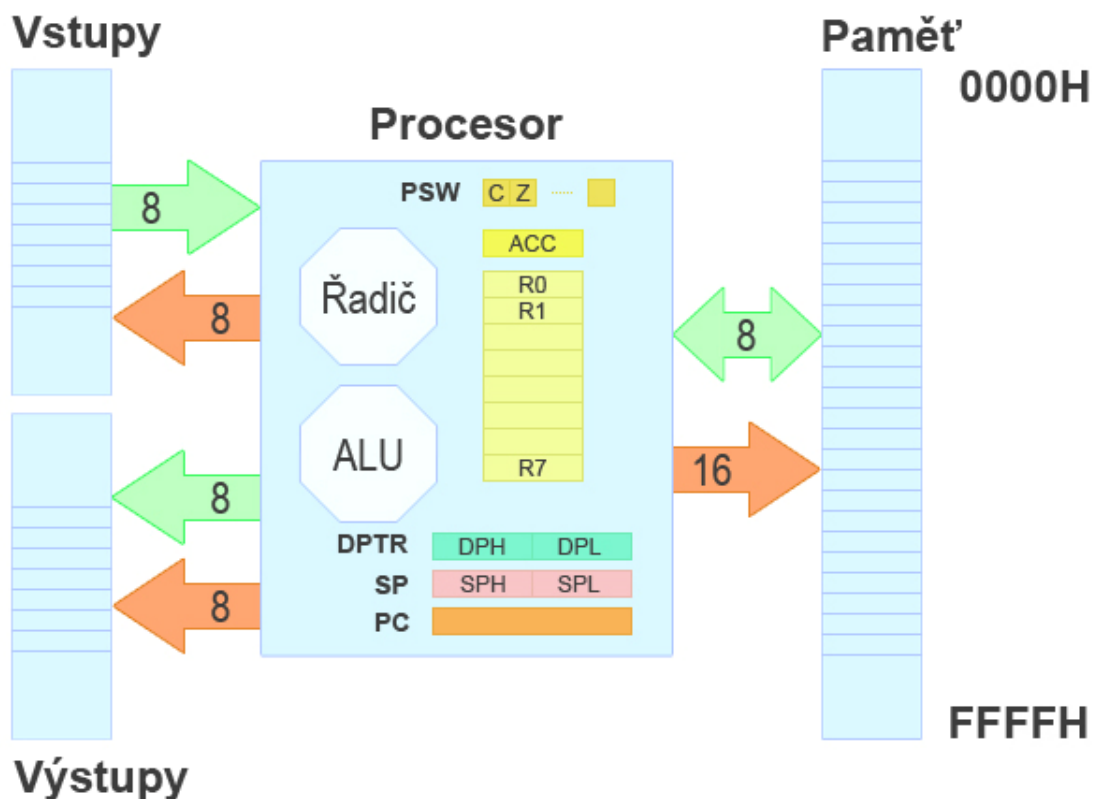 Vstupy
Paměť
0000H
Procesor
PSW C Z ......
8
ACC
Řadič
R0
R1
8
8
ALU
R7
16
8
DPTR DPH DPL
SP SPH SPL
8
PC
FFFFH
Výstupy